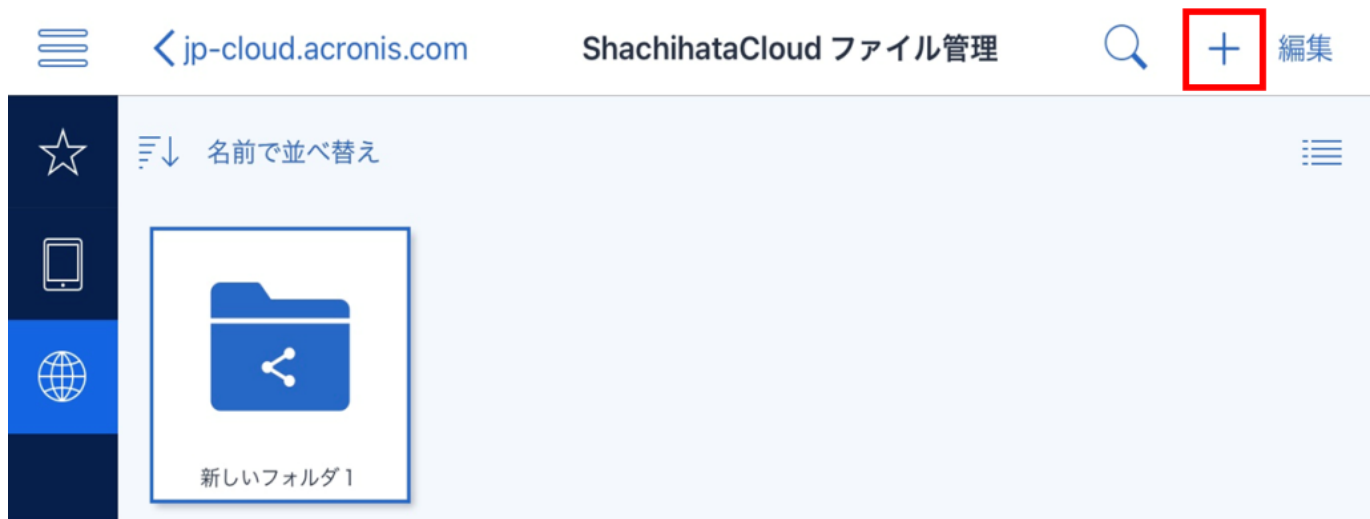 jp-cloud.acronis.com
ShachihataCloud ファイル管理
編集
名前で並べ替え
新しいフォルダ 1